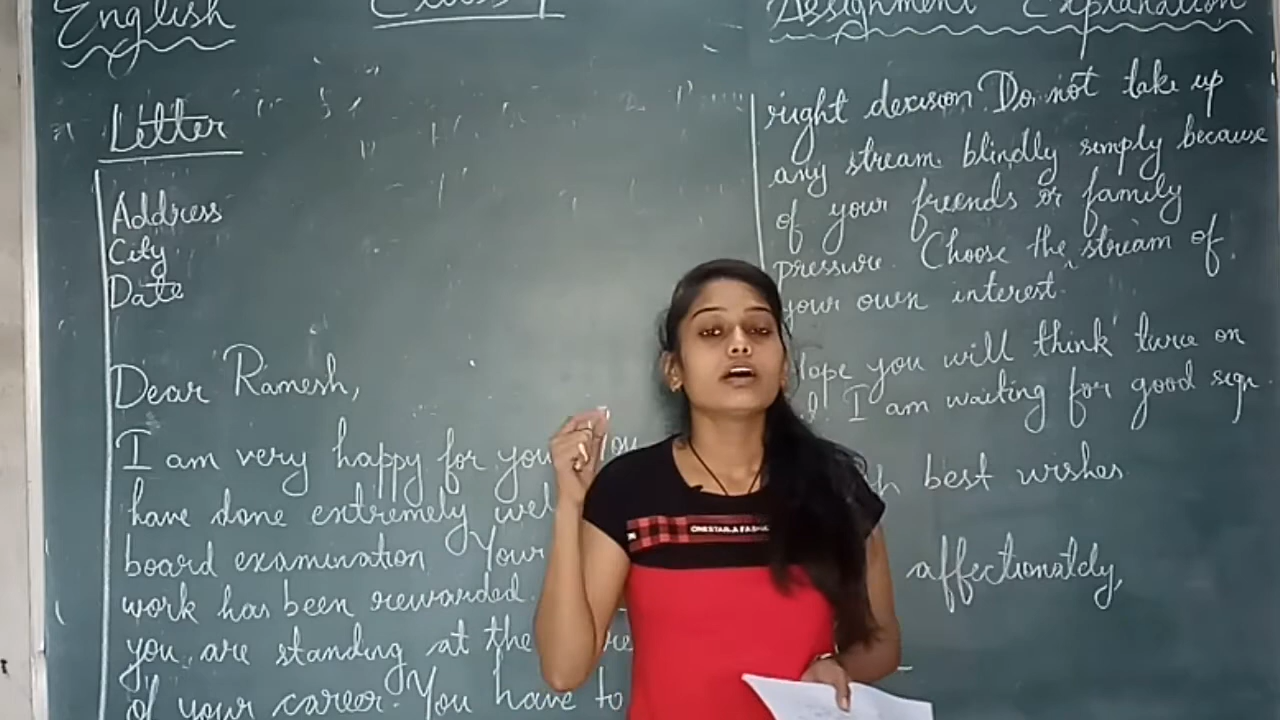 English
Assignment Explanation
Letter
Address
City
Date
Dear Ramesh,
I am very happy for you. You
have done extremely
board examination Your
work has been rewarded.
you are standing at the
of your career. You have to
right decision. Do not take up
any stream blindly simply because
of your friends or family
pressure. Choose the stream of
your own interest.
you will think twice on
I am waiting for good
best wishes
affectionately,